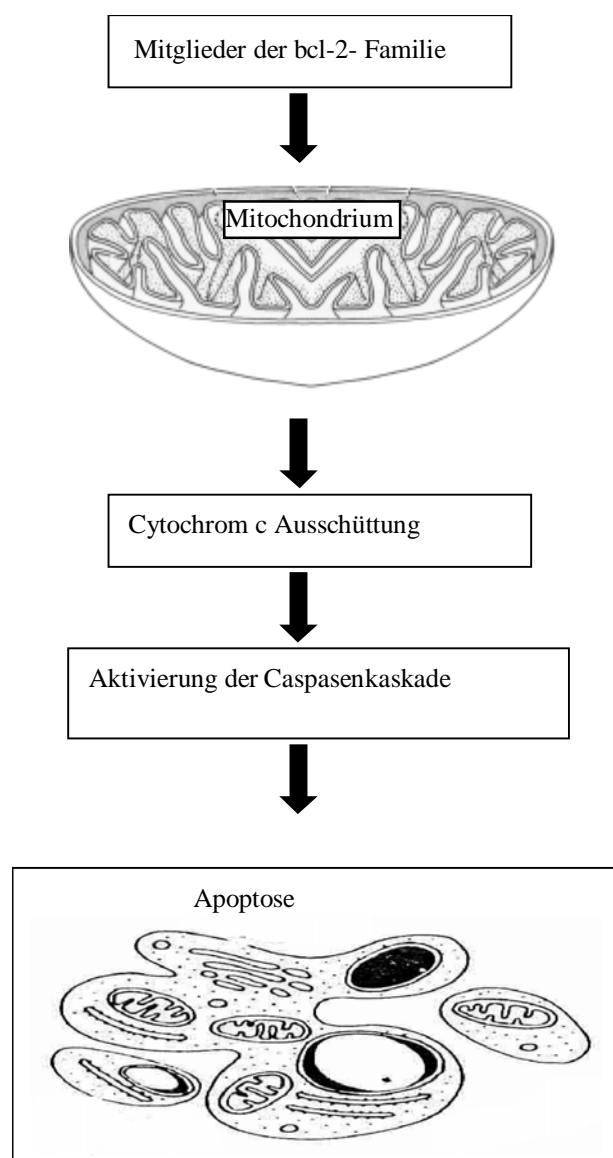 Mitglieder der bcl-2- Familie
Mitochondrium
Cytochrom c Ausschüttung
Aktivierung der Caspasenkaskade
Apoptose